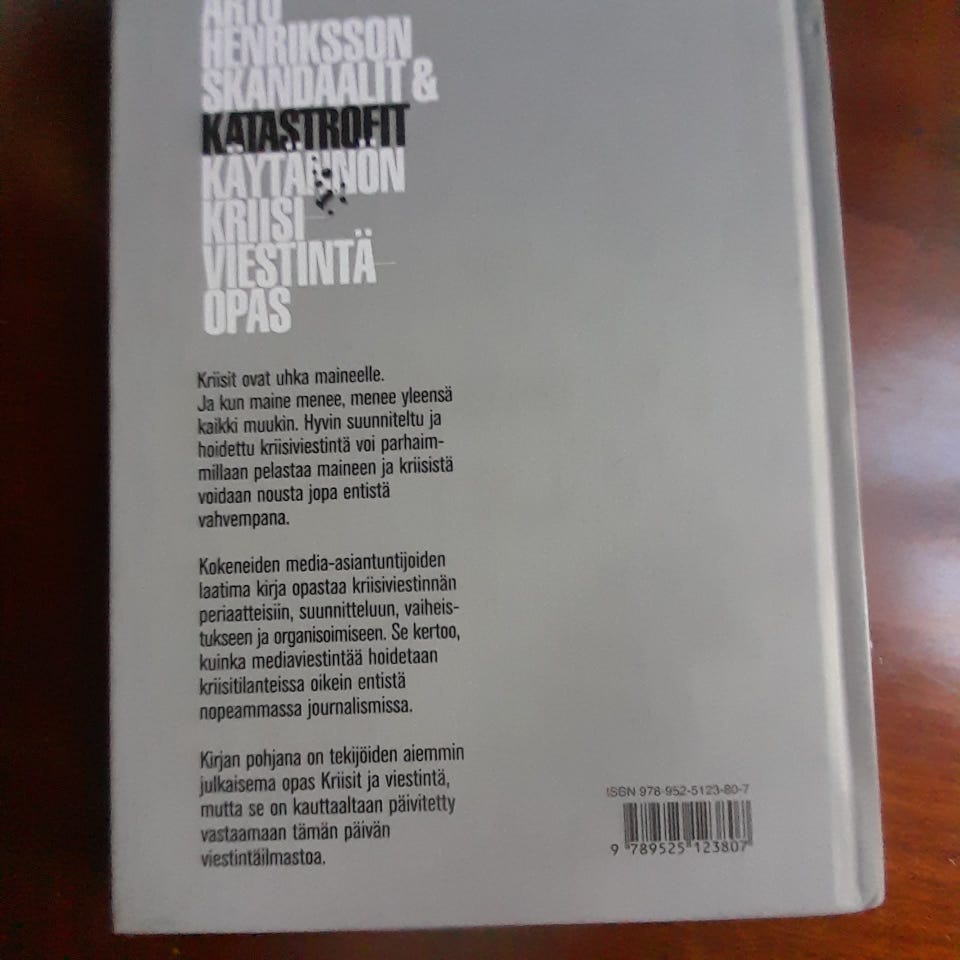 ARTO
HENRIKSSON
SKANDAALIT &
KATASTROFIT
KÄYTÄNNÖN
KRIISI
VIESTINTÄ
OPAS
Kriisit ovat uhka maineelle.
Ja kun maine menee, menee yleensä
kaikki muukin. Hyvin suunniteltu ja
hoidettu kriisiviestintä voi parhaim-
millaan pelastaa maineen ja kriisistä
voidaan nousta jopa entistä
vahvempana.
Kokeneiden media-asiantuntijoiden
laatima kirja opastaa kriisiviestinnän
periaatteisiin, suunnitteluun, vaiheis-
tukseen ja organisoimiseen. Se kertoo,
kuinka mediaviestintää hoidetaan
kriisitilanteissa oikein entistä
nopeammassa journalismissa.
Kirjan pohjana on tekijöiden aiemmin
julkaisema opas Kriisit ja viestintä,
mutta se on kauttaaltaan päivitetty
vastaamaan tämän päivän
viestintäilmastoa.
ISBN 978-952-5123-80-7
9 789525 123807